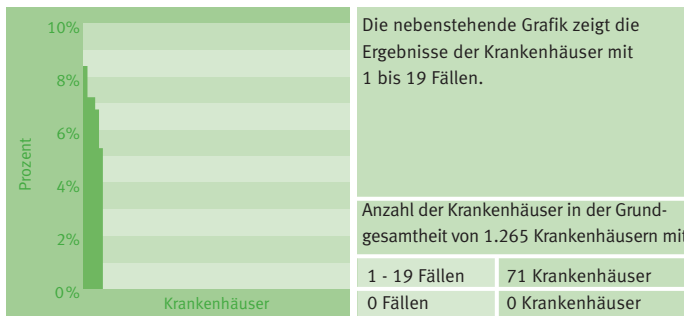 10%
8%
6%
4%
2%
0%
Prozent
Krankenhäuser
Die nebenstehende Grafik zeigt die
Ergebnisse der Krankenhäuser mit
1 bis 19 Fällen.
Anzahl der Krankenhäuser in der Grund-
gesamtheit von 1.265 Krankenhäusern mit
1 - 19 Fällen 71 Krankenhäuser
0 Fällen 0 Krankenhäuser